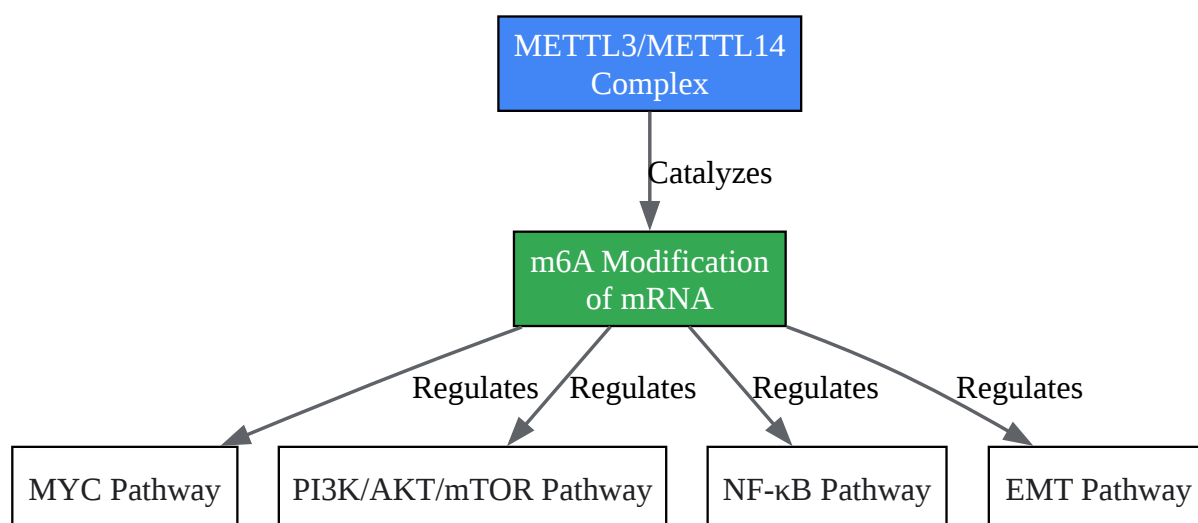 METTL3/METTL14
Complex
Catalyzes
m6A Modification
of mRNA
Regulates
Regulates
Regulates
Regulates
MYC Pathway
PI3K/AKT/mTOR Pathway
NF-κB Pathway
EMT Pathway